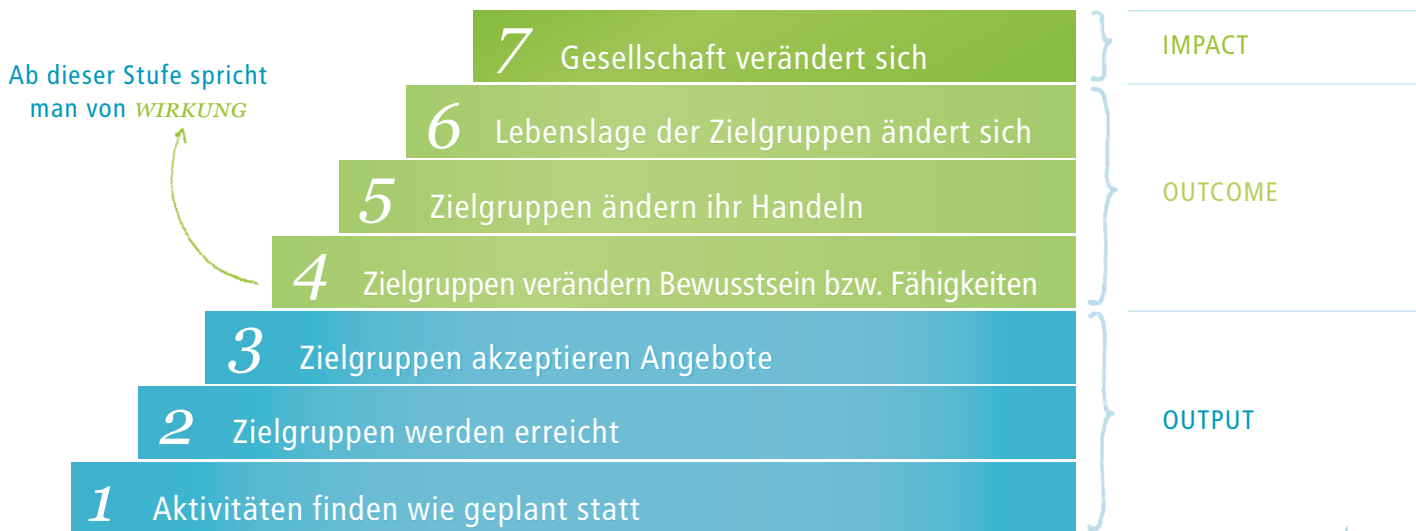 7 Gesellschaft verändert sich
IMPACT
Ab dieser Stufe spricht
man von WIRKUNG
6 Lebenslage der Zielgruppen ändert sich
5 Zielgruppen ändern ihr Handeln
OUTCOME
4 Zielgruppen verändern Bewusstsein bzw. Fähigkeiten
3 Zielgruppen akzeptieren Angebote
2 Zielgruppen werden erreicht
OUTPUT
1 Aktivitäten finden wie geplant statt